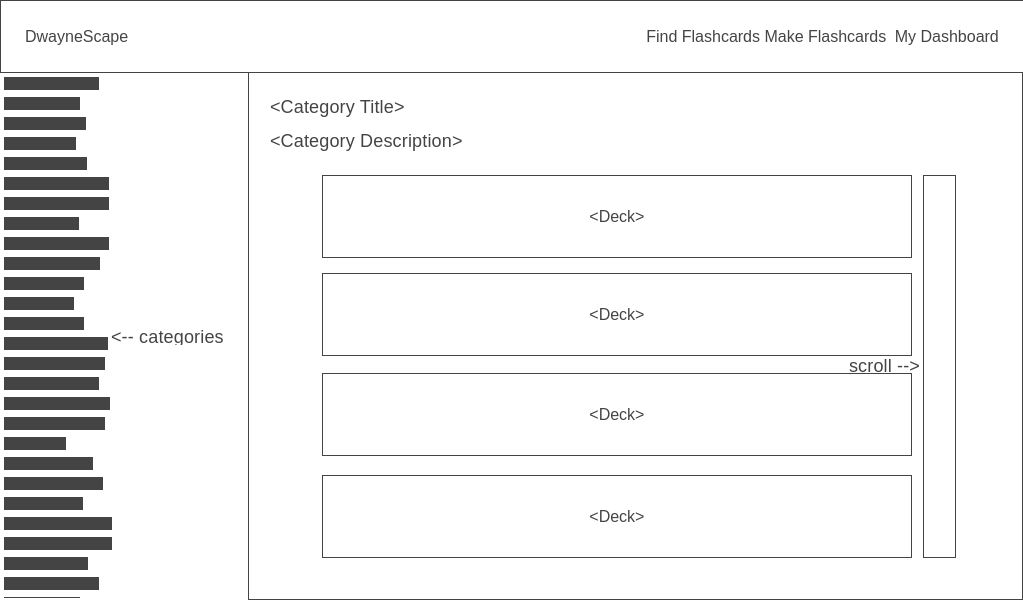 DwayneScape
Find Flashcards Make Flashcards My Dashboard
<Category Title>
<Category Description>
<Deck>
<Deck>
<-- categories
scroll -->
<Deck>
<Deck>